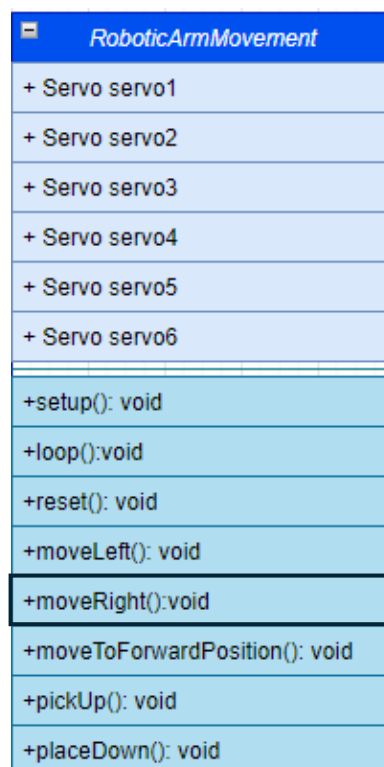 RoboticArmMovement
+ Servo servo1
+ Servo servo2
+ Servo servo3
+ Servo servo4
+ Servo servo5
+ Servo servo6
+setup(): void
+loop():void
+reset(): void
+moveLeft(): void
+moveRight():void
+moveToForwardPosition(): void
+pickUp(): void
+placeDown(): void